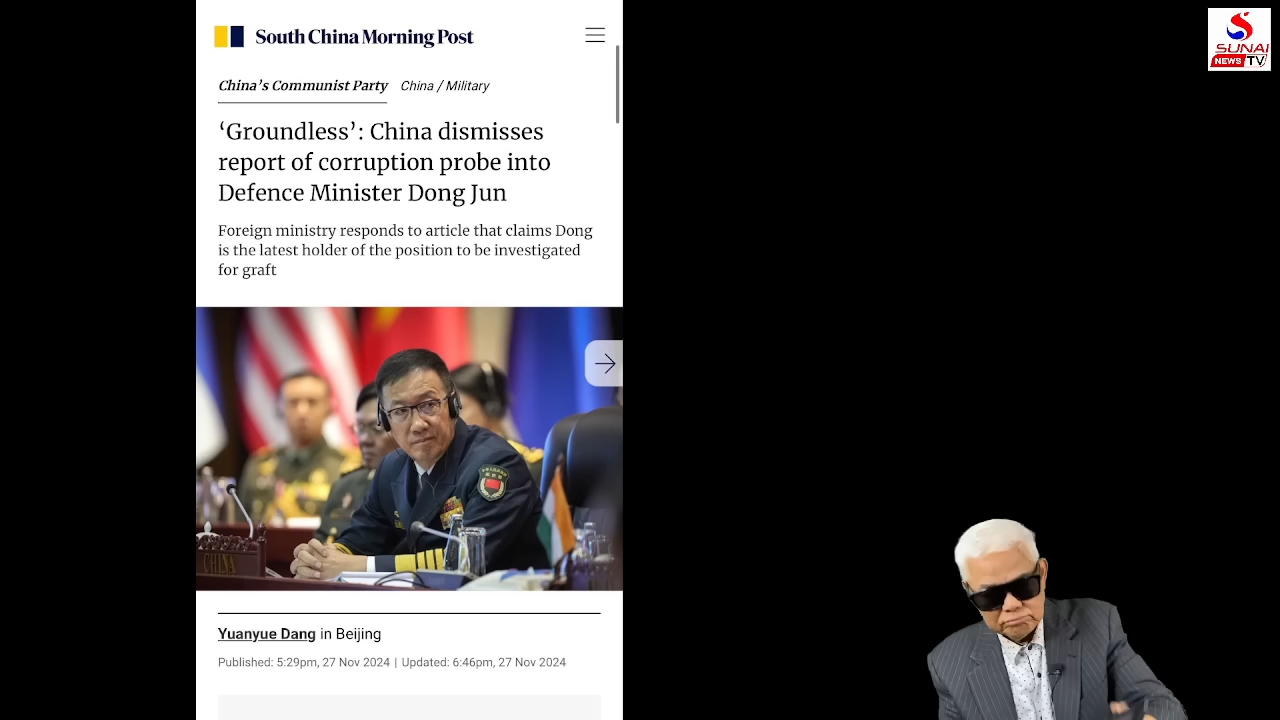 South China Morning Post
China's Communist Party China / Military
‘Groundless’: China dismisses
report of corruption probe into
Defence Minister Dong Jun
Foreign ministry responds to article that claims Dong
is the latest holder of the position to be investigated
for graft
CHINA
Yuanyue Dang in Beijing
Published: 5:29pm, 27 Nov 2024 | Updated: 6:46pm, 27 Nov 2024
SUNAI
NEWS TV